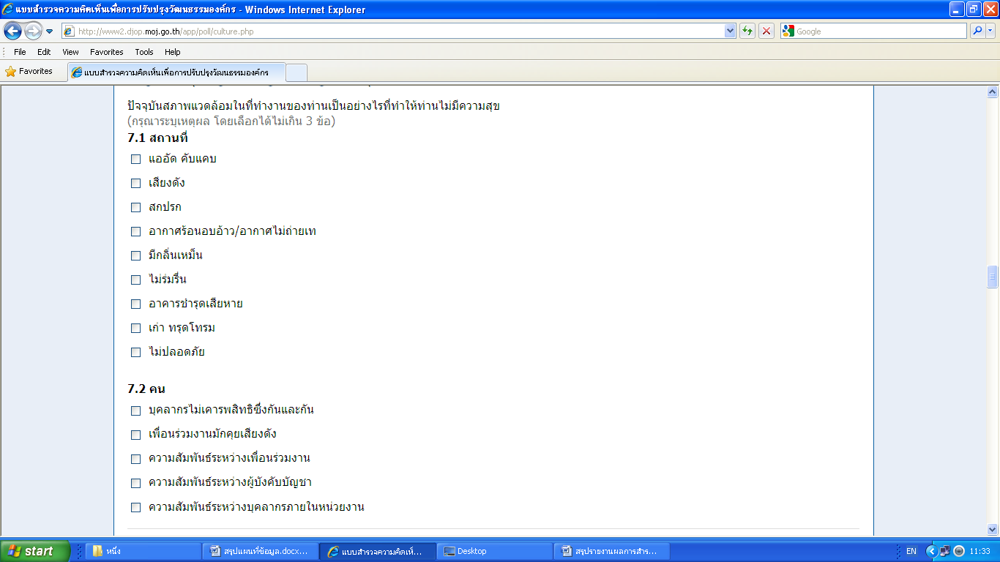 แบบสำรวจความคิดเห็นเพื่อการปรับปรุงวัฒนธรรมองค์กร - Windows Internet Explorer
http://www2.djop.moj.go.th/app/poll/culture.php
Google
File Edit View Favorites Tools Help
Favorites
แบบสำรวจความคิดเห็นเพื่อการปรับปรุงวัฒนธรรมองค์กร
ปัจจุบันสภาพแวดล้อมในที่ทำงานของท่านเป็นอย่างไรที่ทำให้ท่านไม่มีความสุข
(กรุณาระบุเหตุผล โดยเลือกได้ไม่เกิน 3 ข้อ)
7.1 สถานที่
แออัด คับแคบ
เสียงดัง
สกปรก
อากาศร้อนอบอ้าว/อากาศไม่ถ่ายเท
มีกลิ่นเหม็น
ไม่ร่มรื่น
อาคารชำรุดเสียหาย
เก่า ทรุดโทรม
ไม่ปลอดภัย
7.2 คน
บุคลากรไม่เคารพสิทธิซึ่งกันและกัน
เพื่อนร่วมงานมักคุยเสียงดัง
ความสัมพันธ์ระหว่างเพื่อนร่วมงาน
ความสัมพันธ์ระหว่างผู้บังคับบัญชา
ความสัมพันธ์ระหว่างบุคลากรภายในหน่วยงาน
start หนึ่ง สรุปแผนที่ข้อมูล.docx... แบบสำรวจความคิดเห็... Desktop สรุปรายงานผลการสำร... EN 11:33